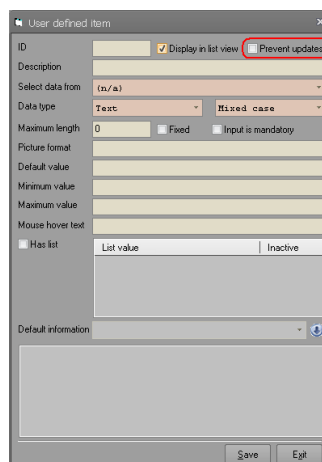 User defined item
ID Display in list view Prevent updates
Description
Select data from (n/a)
Data type Text Mixed case
Maximum length 0 Fixed Input is mandatory
Picture format
Default value
Minimum value
Maximum value
Mouse hover text
Has list List value Inactive
Default information
Save Exit